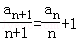 a_{n+1}/(n+1) = a_n/n + 1